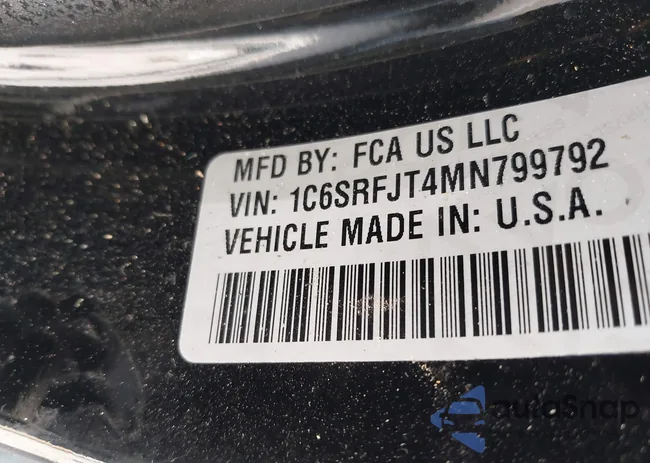 MFD BY: FCA US LLC
VIN: 1C6SRFJT4MN799792
VEHICLE MADE IN: U.S.A.
autoSnap